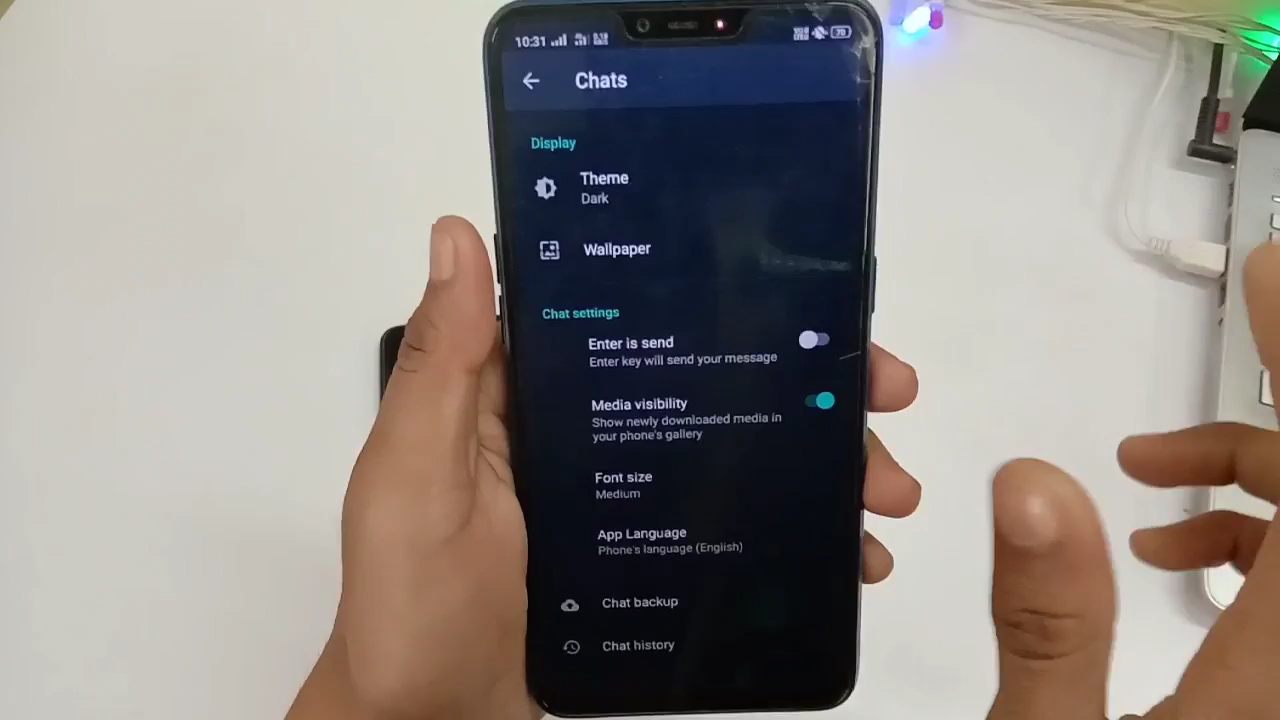 10:31
70
Chats
Display
Theme
Dark
Wallpaper
Chat settings
Enter is send
Enter key will send your message
Media visibility
Show newly downloaded media in
your phone's gallery
Font size
Medium
App Language
Phone's language (English)
Chat backup
Chat history